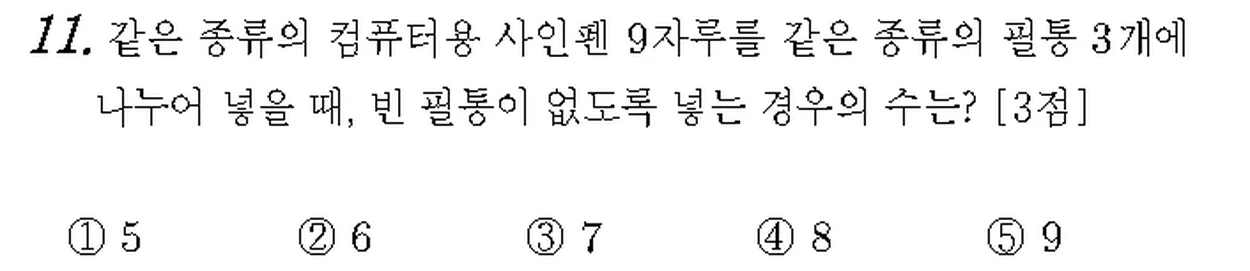 11. 같은 종류의 컴퓨터용 사인펜 9자루를 같은 종류의 필통 3개에
나누어 넣을 때, 빈 필통이 없도록 넣는 경우의 수는? [3점]
① 5 ② 6 ③ 7 ④ 8 ⑤ 9